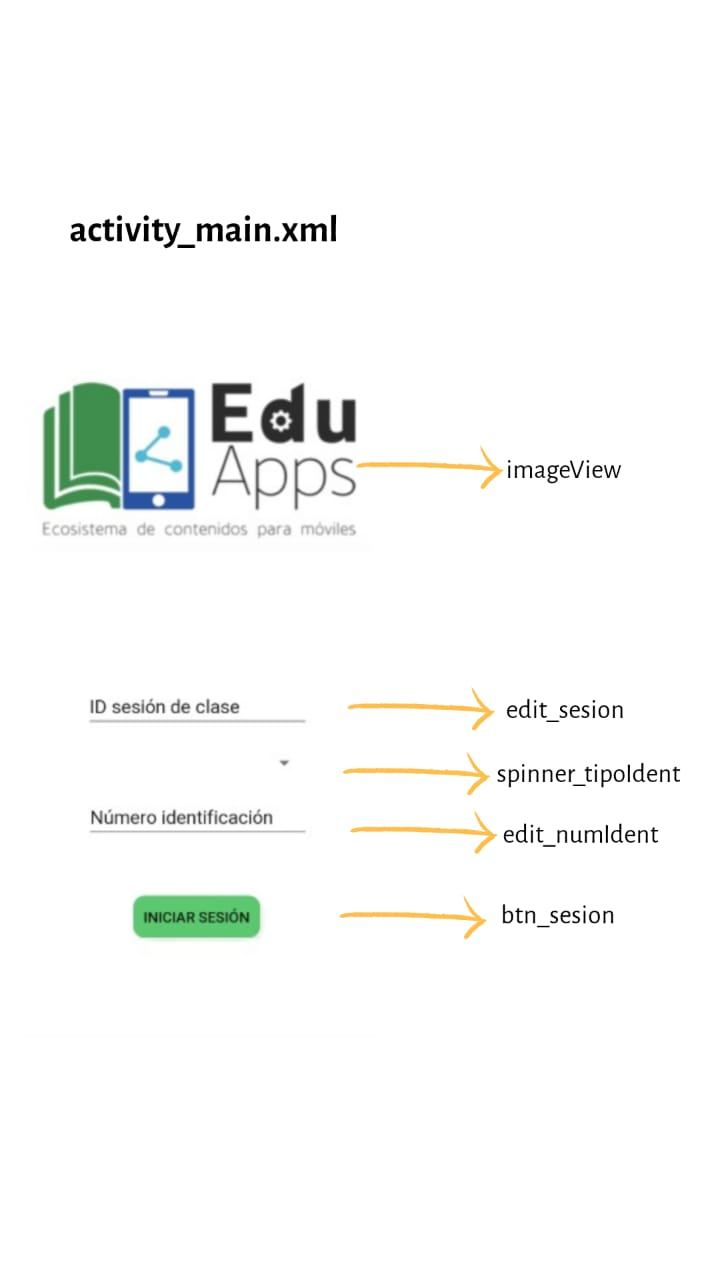 activity_main.xml
Edu
Apps
Ecosistema de contenidos para móviles
imageView
ID sesión de clase
edit_sesion
spinner_tipoIdent
Número identificación
edit_numIdent
INICIAR SESIÓN
btn_sesion